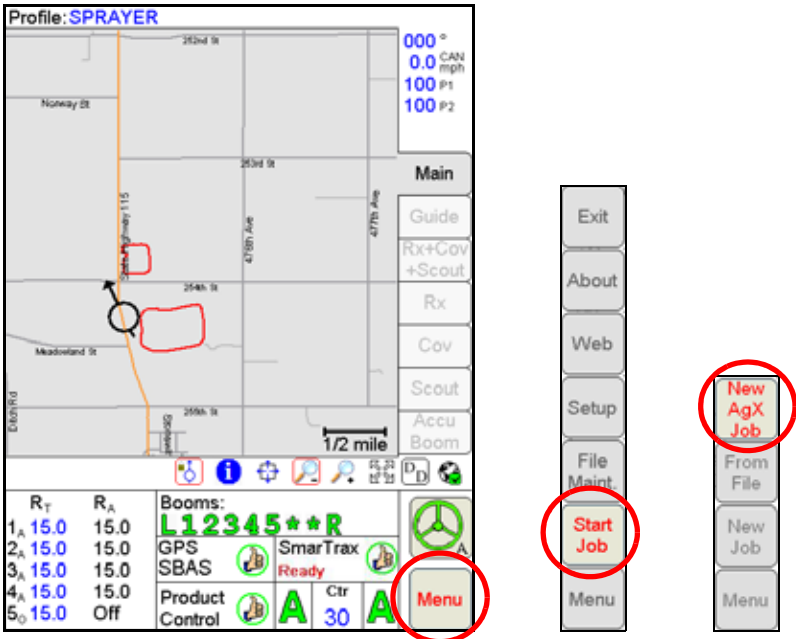 Profile: SPRAYER
252nd St
000 °
0.0 CAN mph
100 P1
100 P2
Norway St
253rd St
State Highway 115
476th Ave
477th Ave
254th St
Meadowland St
Ditch Rd
255th St
1/2 mile
Main
Guide
Rx+Cov
+Scout
Rx
Cov
Scout
Accu
Boom
i
DD
RT RA
1A 15.0 15.0
2A 15.0 15.0
3A 15.0 15.0
4A 15.0 15.0
5O 15.0 Off
Booms:
L12345**R
GPS
SBAS
SmarTrax
Ready
Product
Control
A
Ctr
30
A
A
Menu
Exit
About
Web
Setup
File
Maint.
Start
Job
Menu
New
AgX
Job
From
File
New
Job
Menu